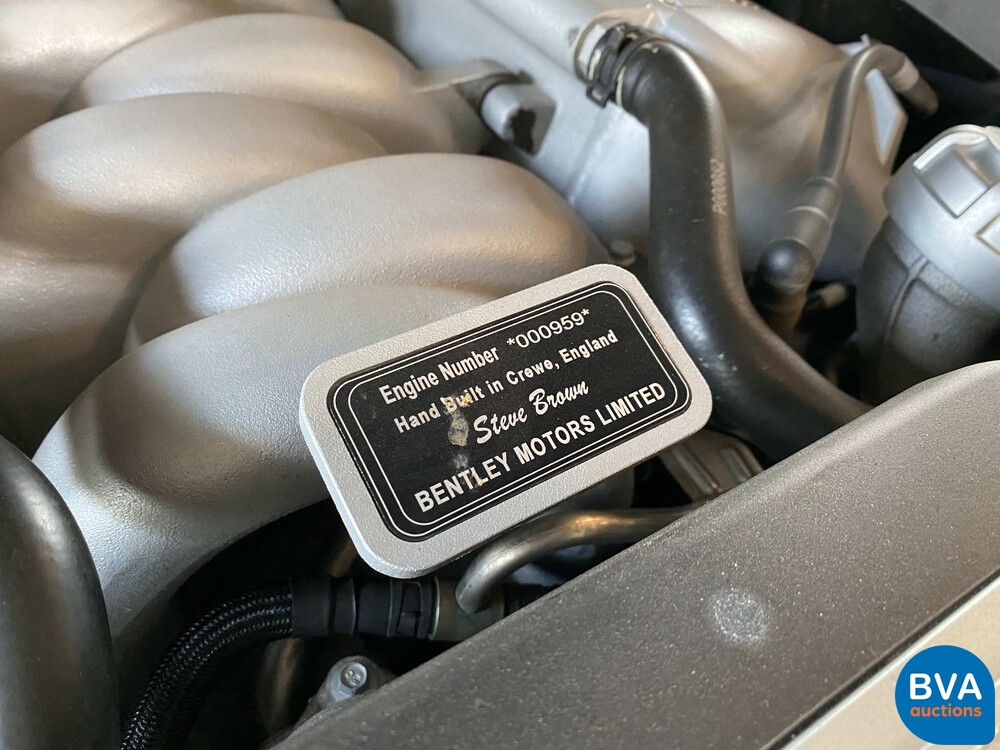 Engine Number *000959*
Hand Built in Crewe, England
Steve Brown
BENTLEY MOTORS LIMITED
BVA
auctions